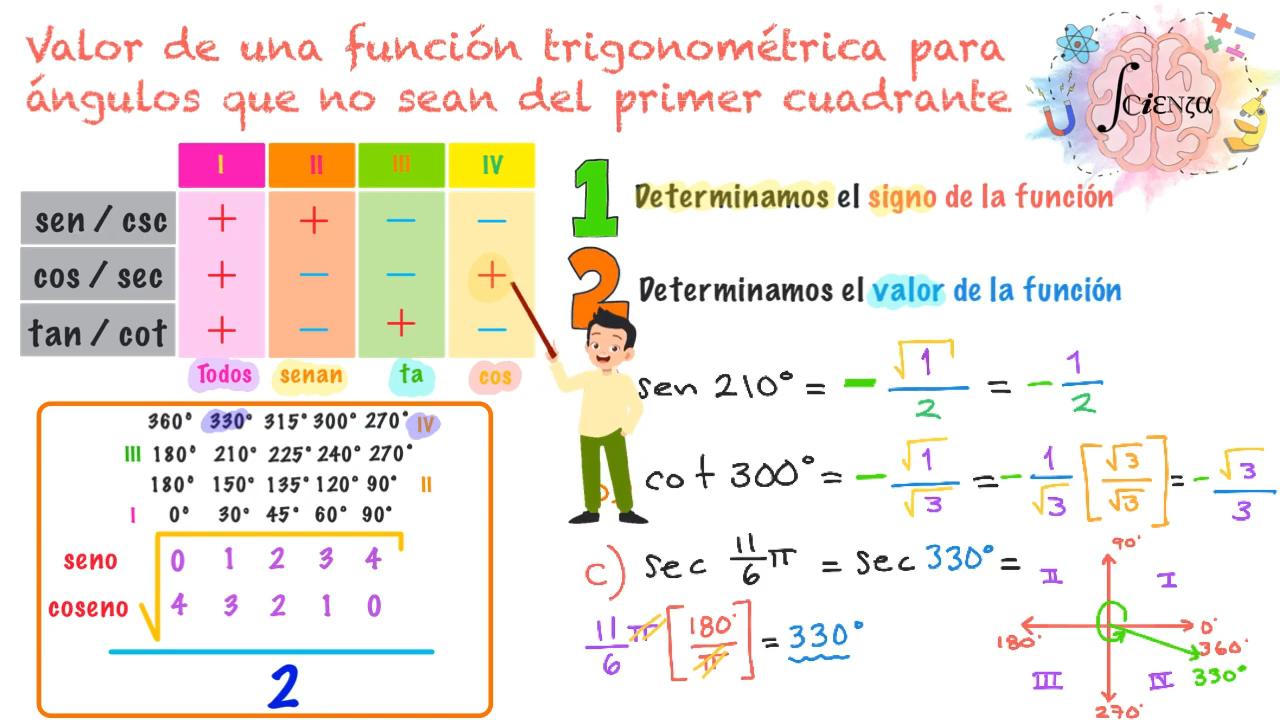 Valor de una función trigonométrica para
ángulos que no sean del primer cuadrante
∫CiENζα
I II III IV
sen / csc + + − −
cos / sec + − − +
tan / cot + − + −
Todos senan ta cos
1 Determinamos el signo de la función
2 Determinamos el valor de la función
360° 330° 315° 300° 270° IV
III 180° 210° 225° 240° 270°
180° 150° 135° 120° 90° II
I 0° 30° 45° 60° 90°
seno √ 0 1 2 3 4
coseno 4 3 2 1 0
2
sen 210° = − √1/2 = − 1/2
cot 300° = − √1/√3 = − 1/√3 [√3/√3] = − √3/3
c) sec 11/6 π = sec 330° =
11/6 π [180°/π] = 330°
90°
II I
180° 0°
360°
330°
III IV
270°